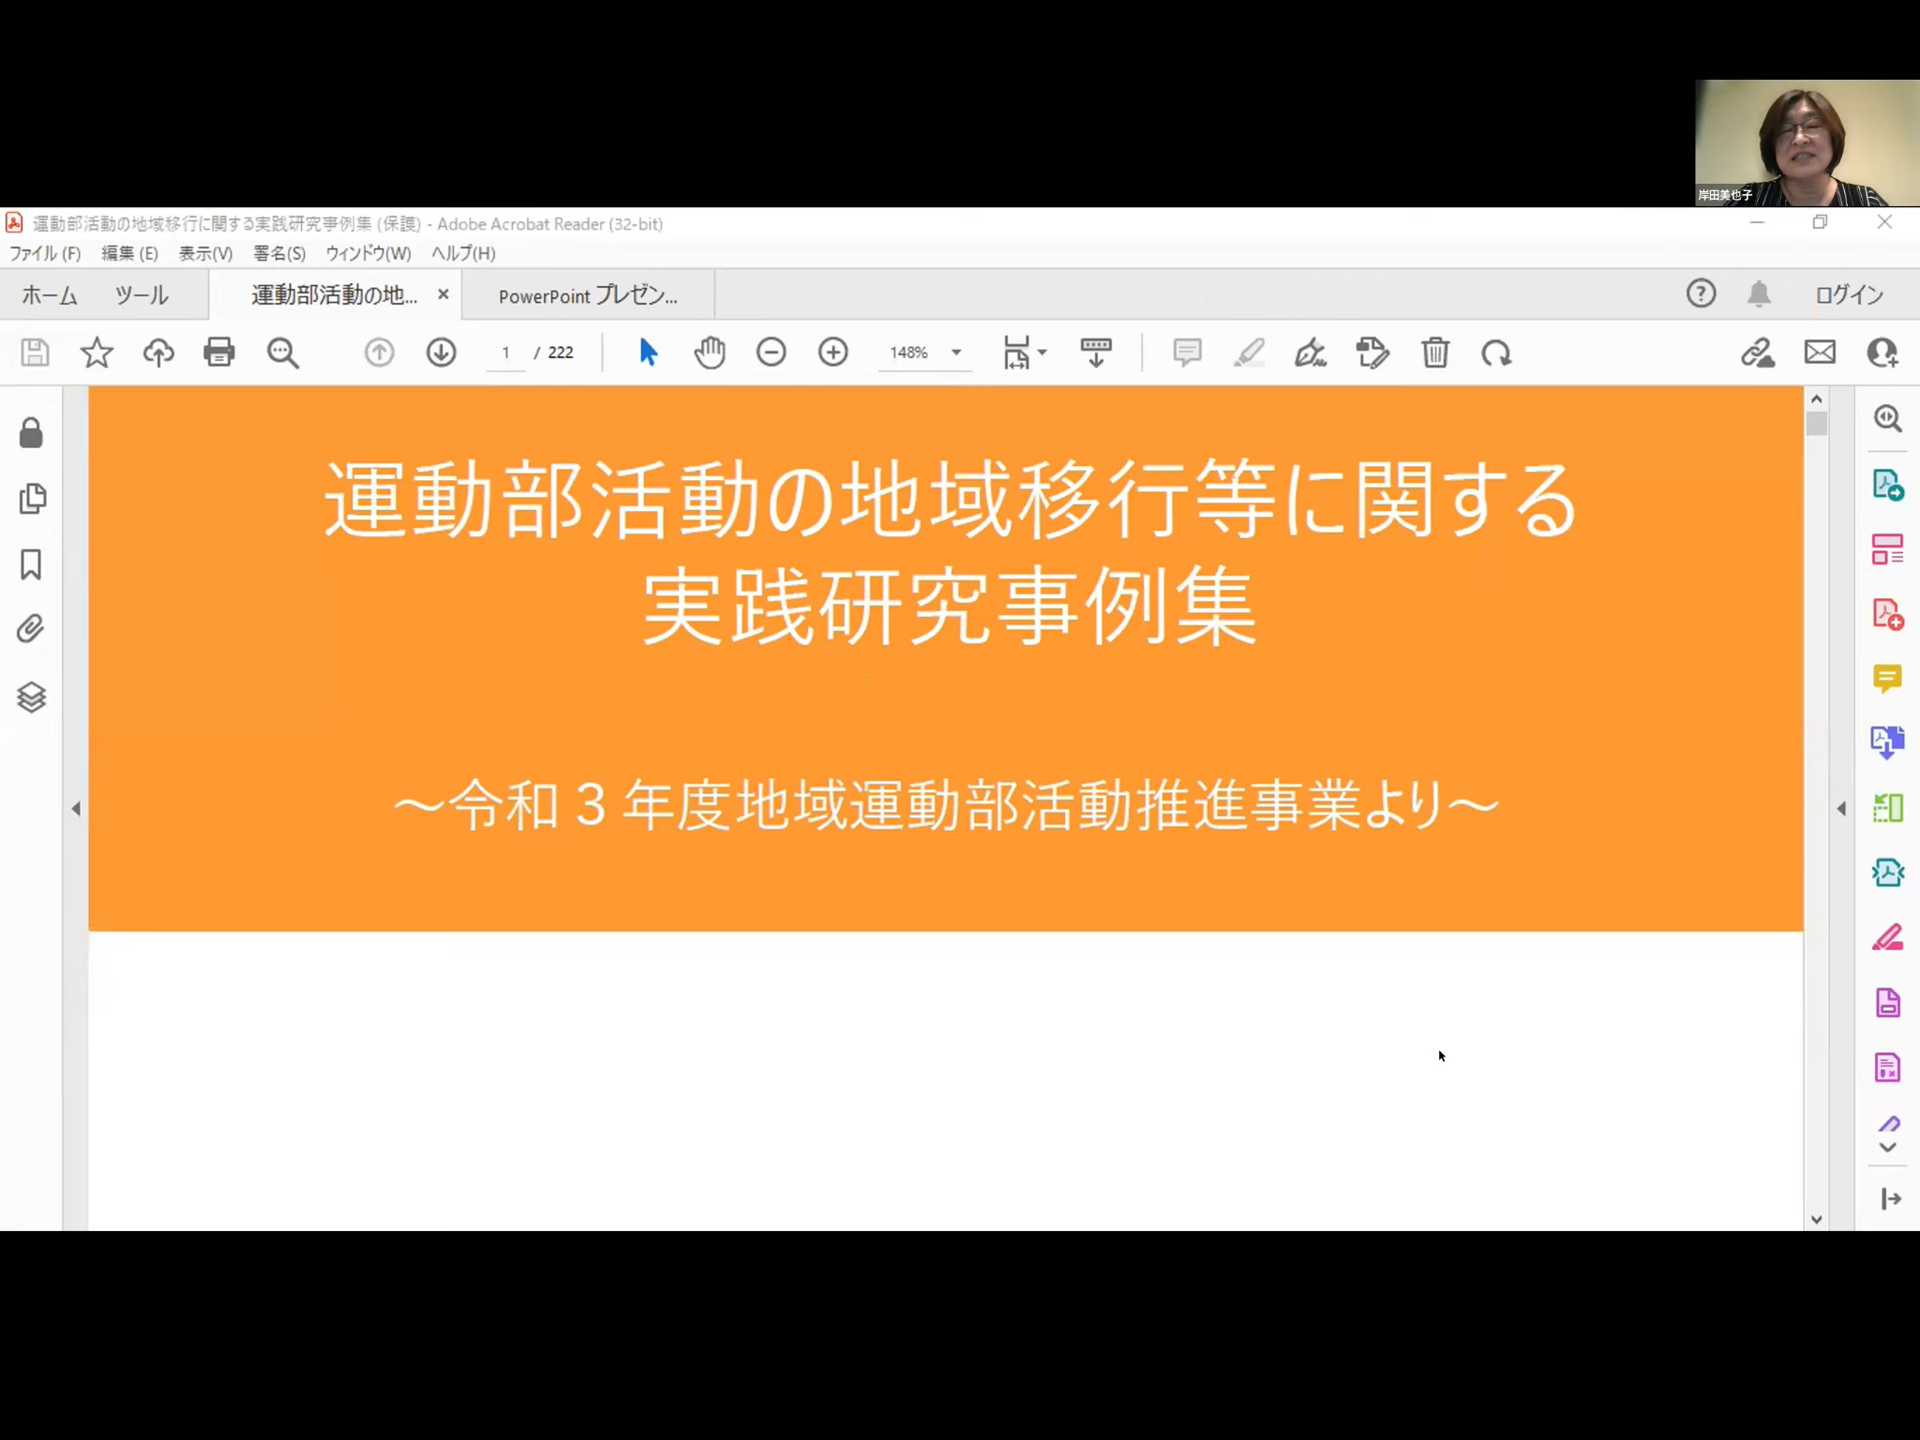 岸田美也子
運動部活動の地域移行に関する実践研究事例集 (保護) - Adobe Acrobat Reader (32-bit)
ファイル(F) 編集(E) 表示(V) 署名(S) ウィンドウ(W) ヘルプ(H)
ホーム ツール 運動部活動の地... × PowerPoint プレゼン... ログイン
1 / 222 148%
運動部活動の地域移行等に関する
実践研究事例集
～令和３年度地域運動部活動推進事業より～